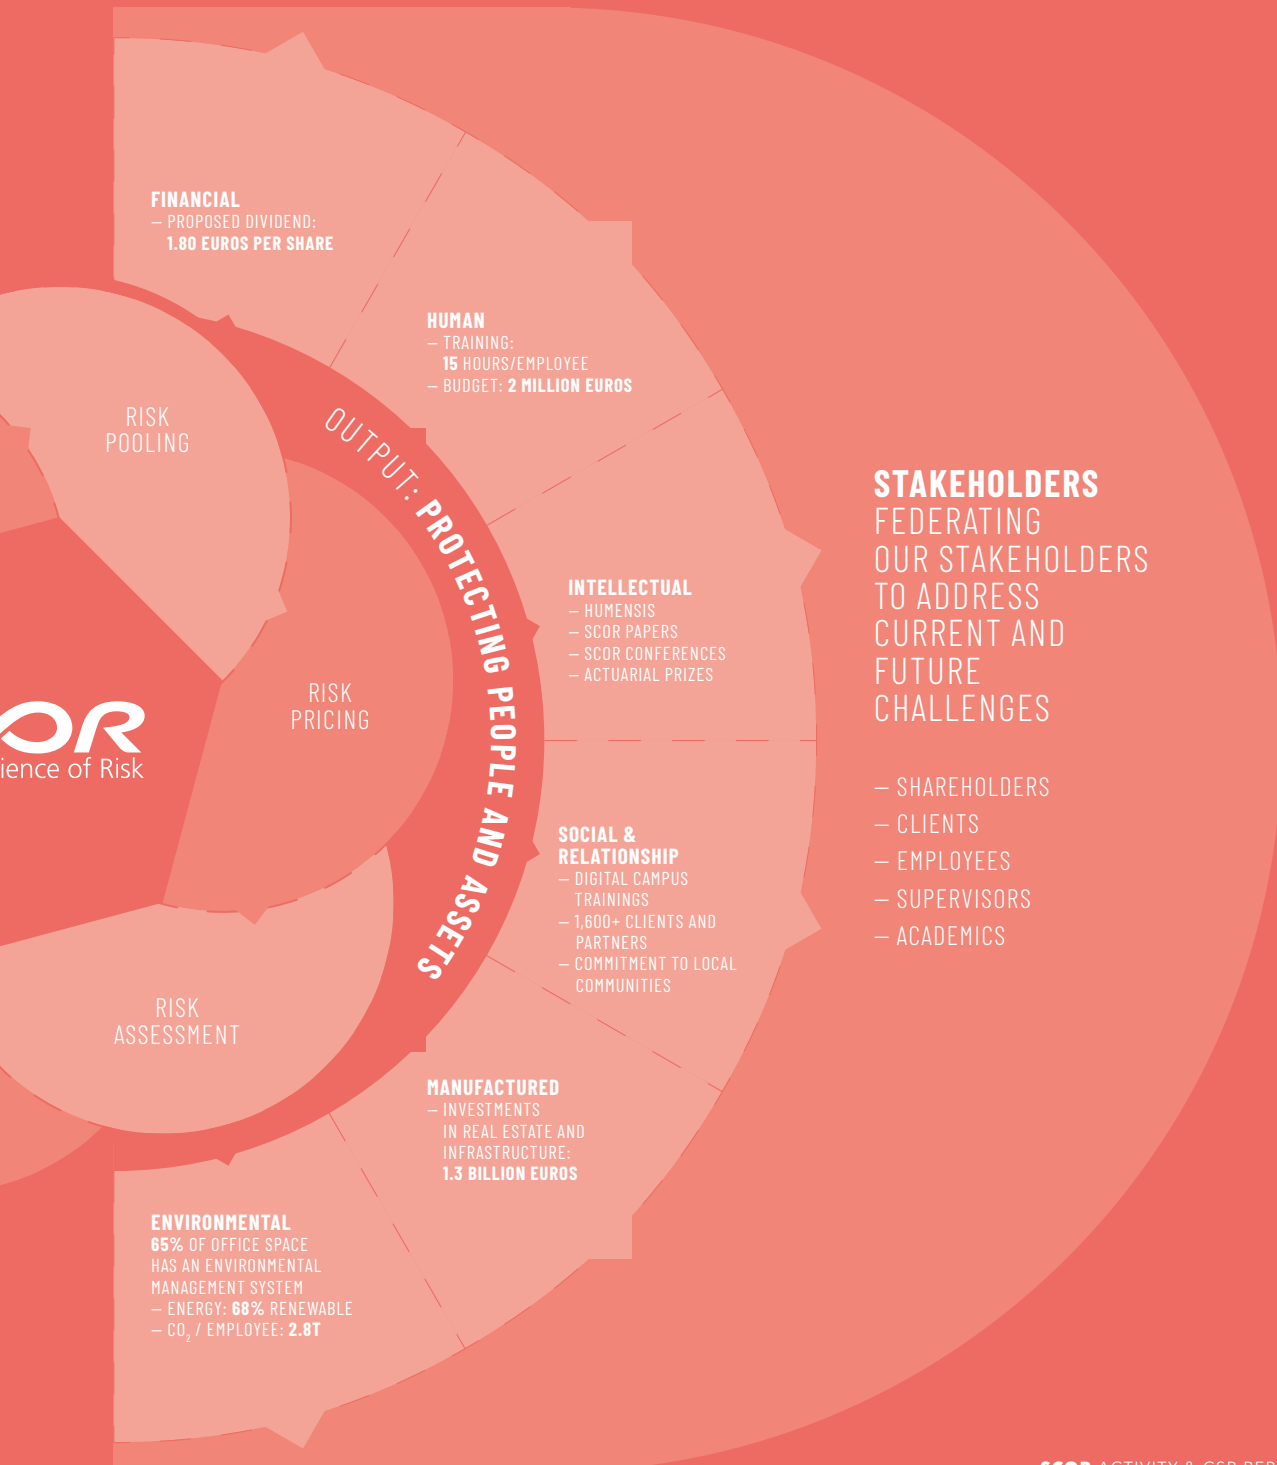 FINANCIAL
– PROPOSED DIVIDEND:
1.80 EUROS PER SHARE
HUMAN
– TRAINING:
15 HOURS/EMPLOYEE
– BUDGET: 2 MILLION EUROS
RISK
POOLING
OUTPUT: PROTECTING PEOPLE AND ASSETS
INTELLECTUAL
– HUMENSIS
– SCOR PAPERS
– SCOR CONFERENCES
– ACTUARIAL PRIZES
RISK
PRICING
OR
ience of Risk
SOCIAL &
RELATIONSHIP
– DIGITAL CAMPUS
TRAININGS
– 1,600+ CLIENTS AND
PARTNERS
– COMMITMENT TO LOCAL
COMMUNITIES
RISK
ASSESSMENT
MANUFACTURED
– INVESTMENTS
IN REAL ESTATE AND
INFRASTRUCTURE:
1.3 BILLION EUROS
ENVIRONMENTAL
65% OF OFFICE SPACE
HAS AN ENVIRONMENTAL
MANAGEMENT SYSTEM
– ENERGY: 68% RENEWABLE
– CO₂ / EMPLOYEE: 2.8T
STAKEHOLDERS
FEDERATING
OUR STAKEHOLDERS
TO ADDRESS
CURRENT AND
FUTURE
CHALLENGES
– SHAREHOLDERS
– CLIENTS
– EMPLOYEES
– SUPERVISORS
– ACADEMICS
SCOR ACTIVITY & CSR REP